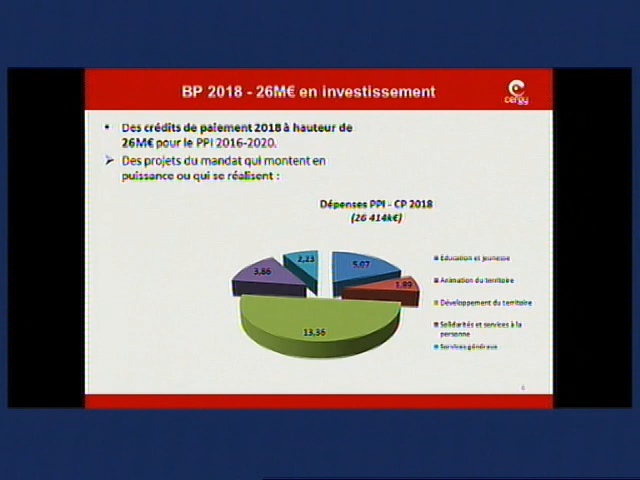 BP 2018 - 26M€ en investissement
cergy
• Des crédits de paiement 2018 à hauteur de
26M€ pour le PPI 2016-2020.
➤ Des projets du mandat qui montent en
puissance ou qui se réalisent :
Dépenses PPI - CP 2018
(26 414k€)
2,23
5,07
3,86
1,89
13,36
Education et jeunesse
Animation du territoire
Développement du territoire
Solidarités et services à la
personne
Services généraux